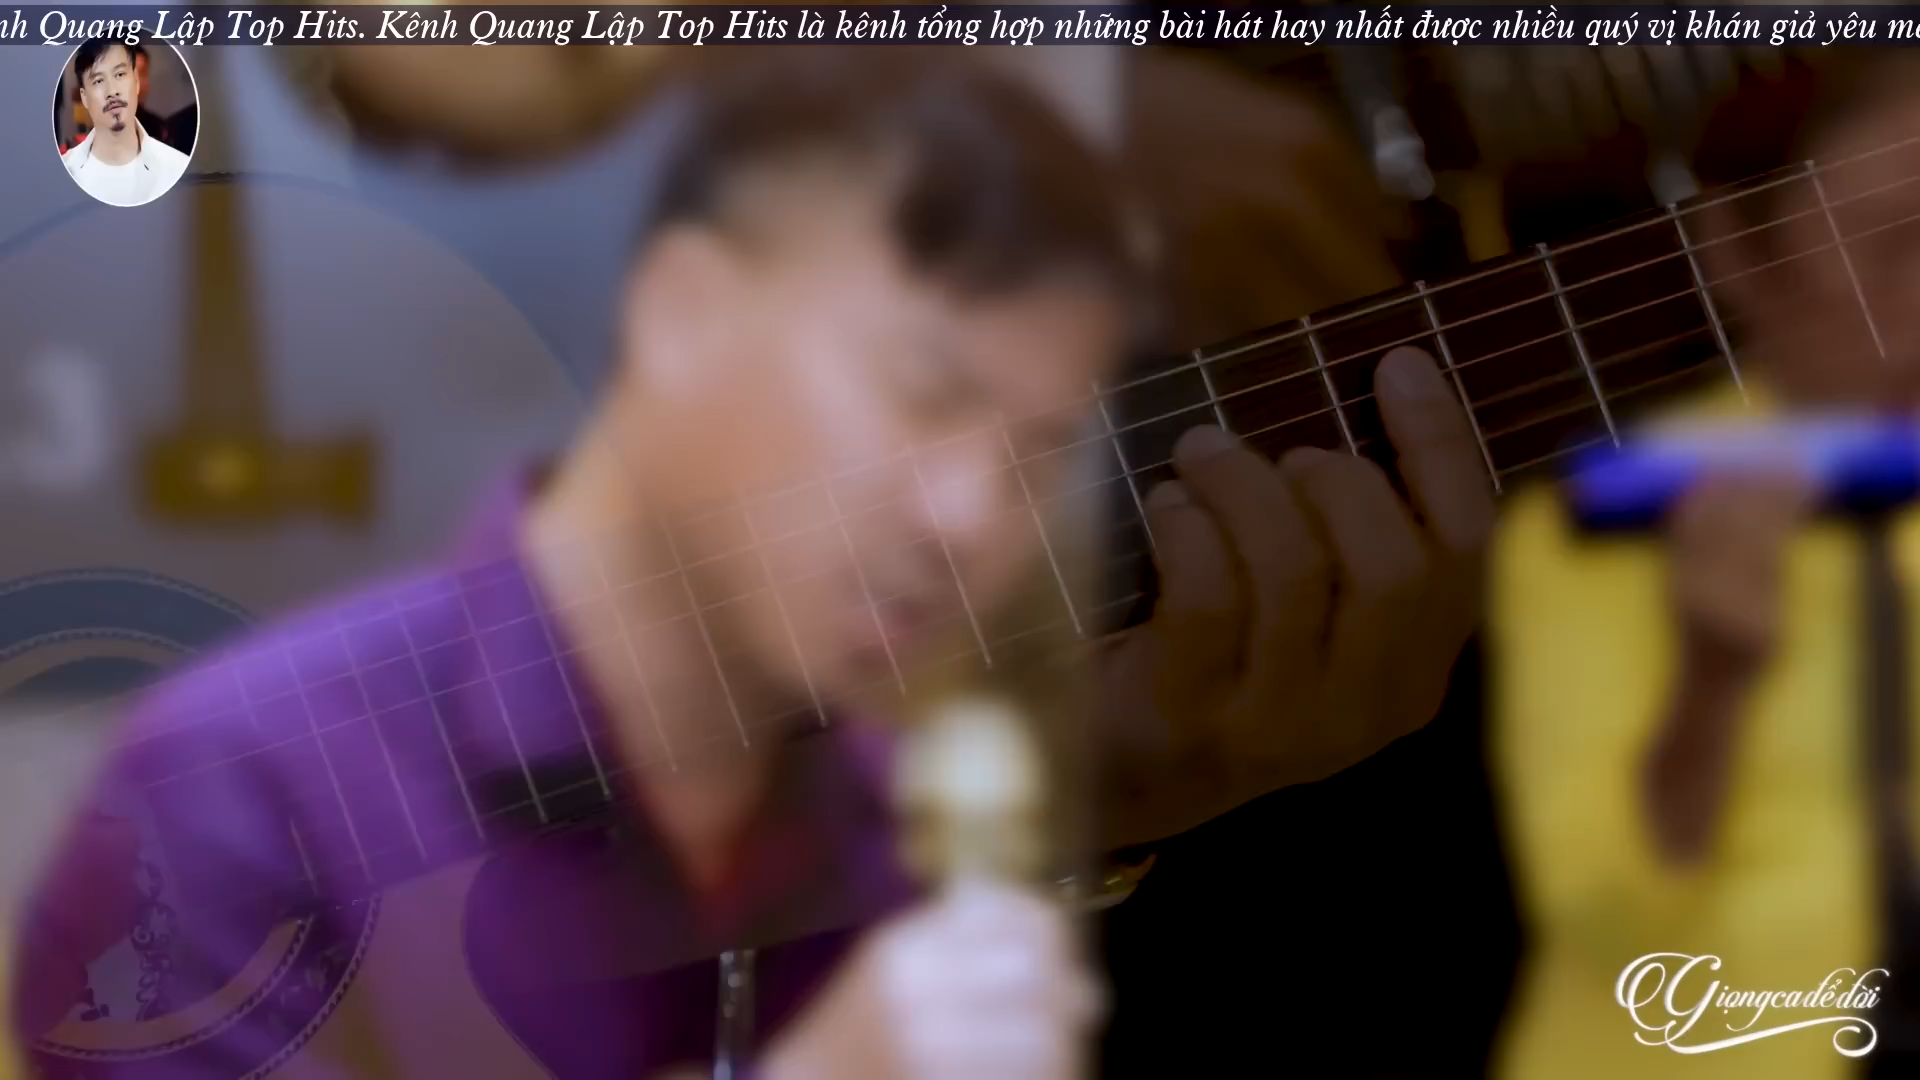 nh Quang Lập Top Hits. Kênh Quang Lập Top Hits là kênh tổng hợp những bài hát hay nhất được nhiều quý vị khán giả yêu m
Giọngcađểđời